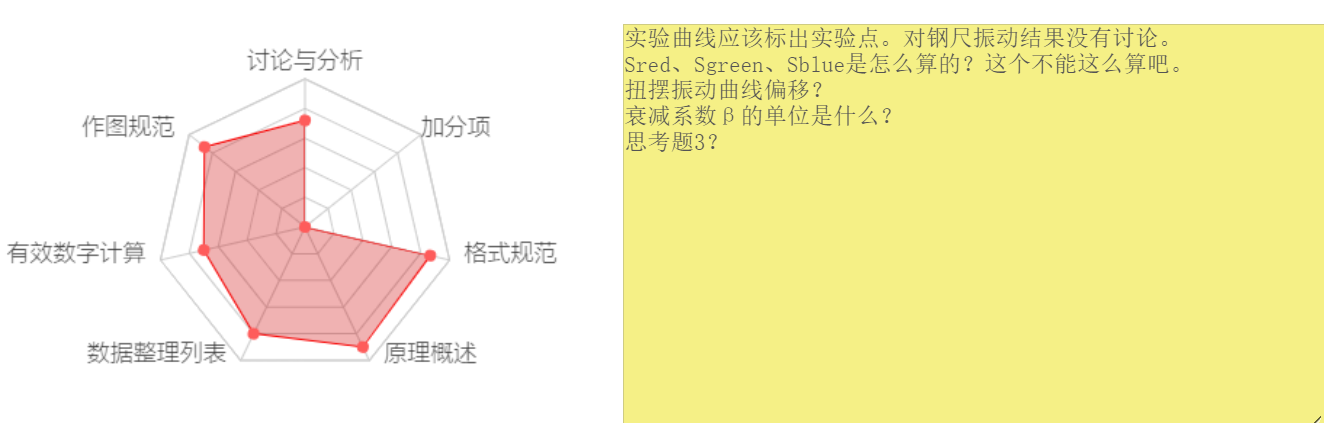 讨论与分析
作图规范
加分项
有效数字计算
格式规范
数据整理列表
原理概述
实验曲线应该标出实验点。对钢尺振动结果没有讨论。
Sred、Sgreen、Sblue是怎么算的？这个不能这么算吧。
扭摆振动曲线偏移？
衰减系数β的单位是什么？
思考题3？